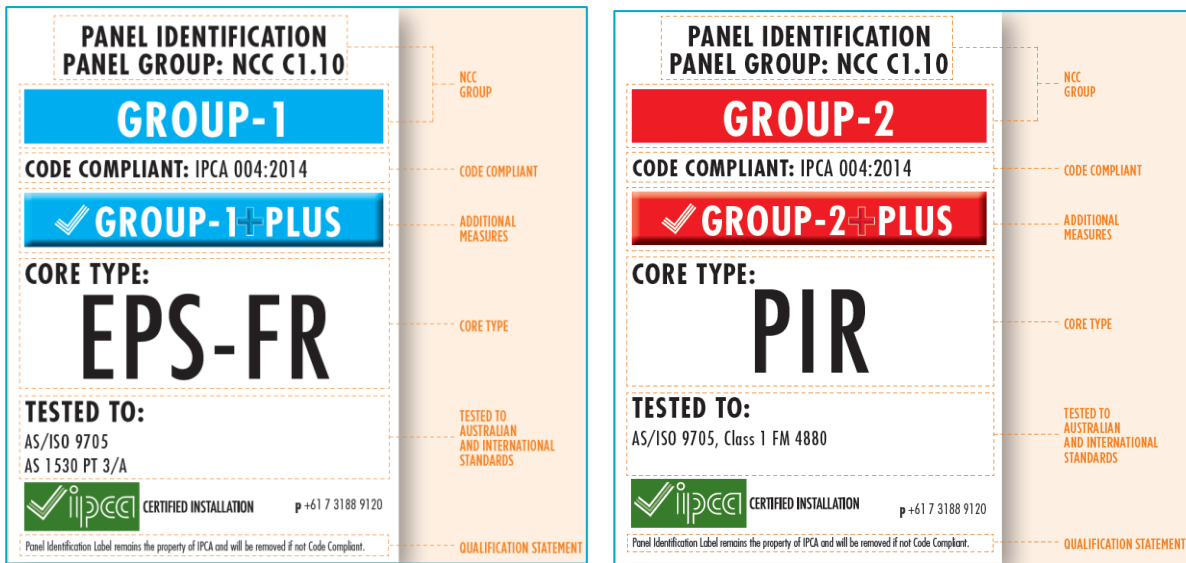 PANEL IDENTIFICATION
PANEL GROUP: NCC C1.10
GROUP-1
CODE COMPLIANT: IPCA 004:2014
GROUP-1+PLUS
CORE TYPE:
EPS-FR
TESTED TO:
AS/ISO 9705
AS 1530 PT 3/A
ipca CERTIFIED INSTALLATION p +61 7 3188 9120
Panel Identification Label remains the property of IPCA and will be removed if not Code Compliant.
NCC
GROUP
CODE COMPLIANT
ADDITIONAL
MEASURES
CORE TYPE
TESTED TO
AUSTRALIAN
AND INTERNATIONAL
STANDARDS
QUALIFICATION STATEMENT
PANEL IDENTIFICATION
PANEL GROUP: NCC C1.10
GROUP-2
CODE COMPLIANT: IPCA 004:2014
GROUP-2+PLUS
CORE TYPE:
PIR
TESTED TO:
AS/ISO 9705, Class 1 FM 4880
ipca CERTIFIED INSTALLATION p +61 7 3188 9120
Panel Identification Label remains the property of IPCA and will be removed if not Code Compliant.
NCC
GROUP
CODE COMPLIANT
ADDITIONAL
MEASURES
CORE TYPE
TESTED TO
AUSTRALIAN
AND INTERNATIONAL
STANDARDS
QUALIFICATION STATEMENT